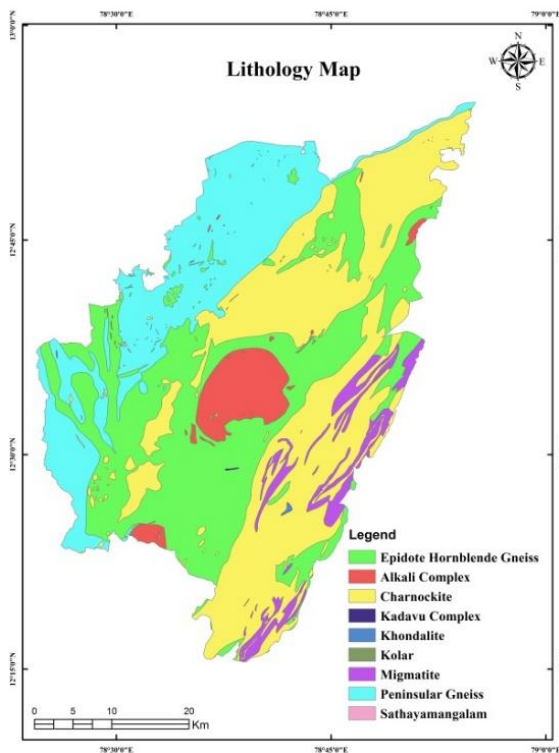 78°30'0"E 78°45'0"E 79°0'0"E
13°0'0"N
Lithology Map
N
W E
S
12°45'0"N
12°30'0"N
12°15'0"N
Legend
Epidote Hornblende Gneiss
Alkali Complex
Charnockite
Kadavu Complex
Khondalite
Kolar
Migmatite
Peninsular Gneiss
Sathayamangalam
0 5 10 20
Km
78°30'0"E 78°45'0"E 79°0'0"E